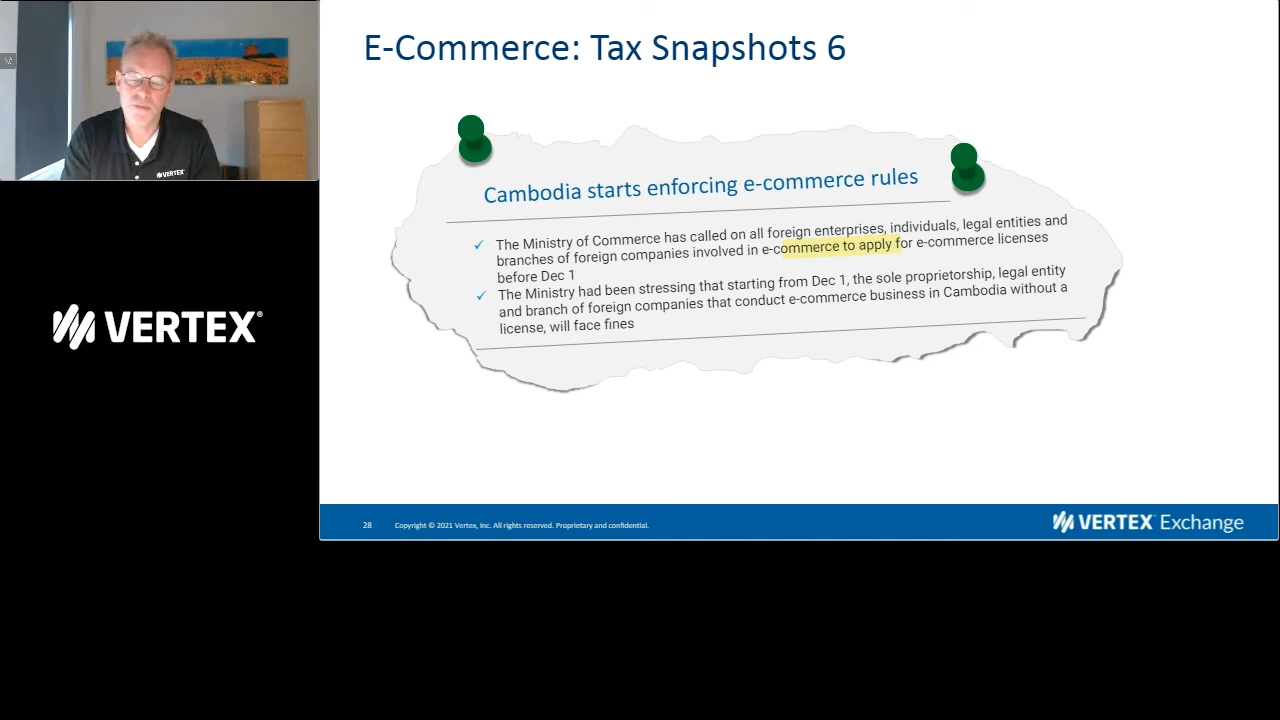 E-Commerce: Tax Snapshots 6
VERTEX
Cambodia starts enforcing e-commerce rules
✓ The Ministry of Commerce has called on all foreign enterprises, individuals, legal entities and
branches of foreign companies involved in e-commerce to apply for e-commerce licenses
before Dec 1
✓ The Ministry had been stressing that starting from Dec 1, the sole proprietorship, legal entity
and branch of foreign companies that conduct e-commerce business in Cambodia without a
license, will face fines
VERTEX®
28 Copyright © 2021 Vertex, Inc. All rights reserved. Proprietary and confidential.
VERTEX Exchange